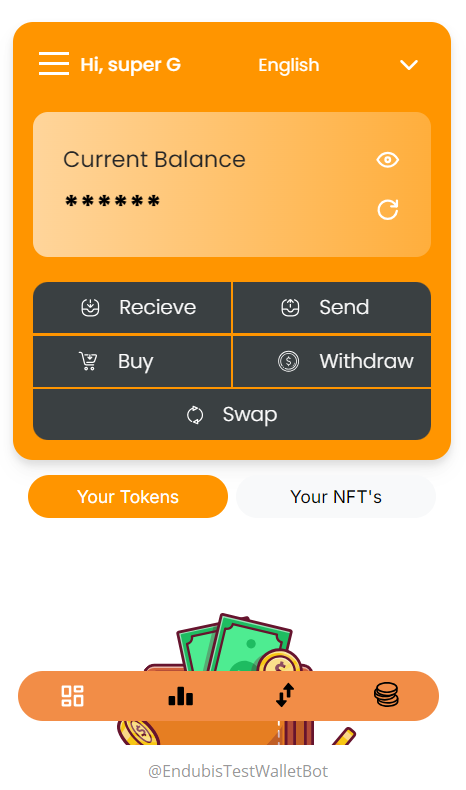 Hi, super G
English
Current Balance
******
Recieve
Send
Buy
Withdraw
Swap
Your Tokens
Your NFT's
@EndubisTestWalletBot